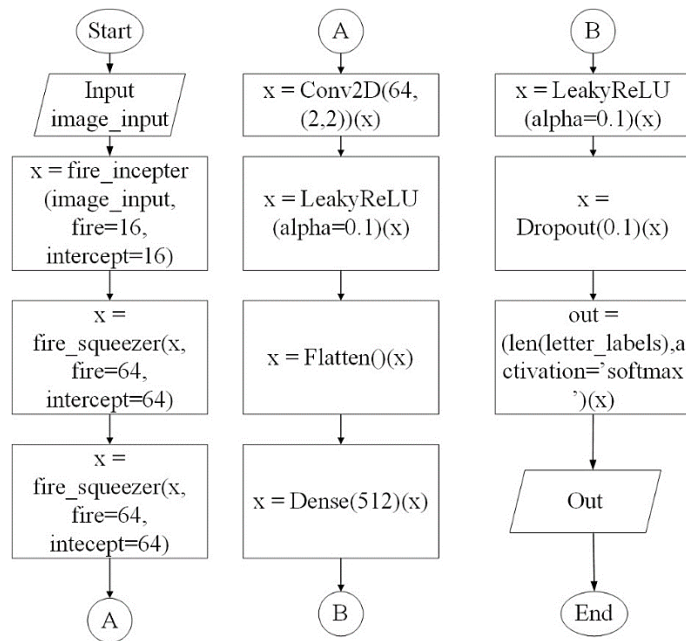 Start
Input
image_input
x = fire_incepter
(image_input,
fire=16,
intercept=16)
x =
fire_squeezer(x,
fire=64,
intercept=64)
x =
fire_squeezer(x,
fire=64,
intecept=64)
A
A
x = Conv2D(64,
(2,2))(x)
x = LeakyReLU
(alpha=0.1)(x)
x = Flatten()(x)
x = Dense(512)(x)
B
B
x = LeakyReLU
(alpha=0.1)(x)
x =
Dropout(0.1)(x)
out =
(len(letter_labels),a
ctivation=’softmax
’)(x)
Out
End